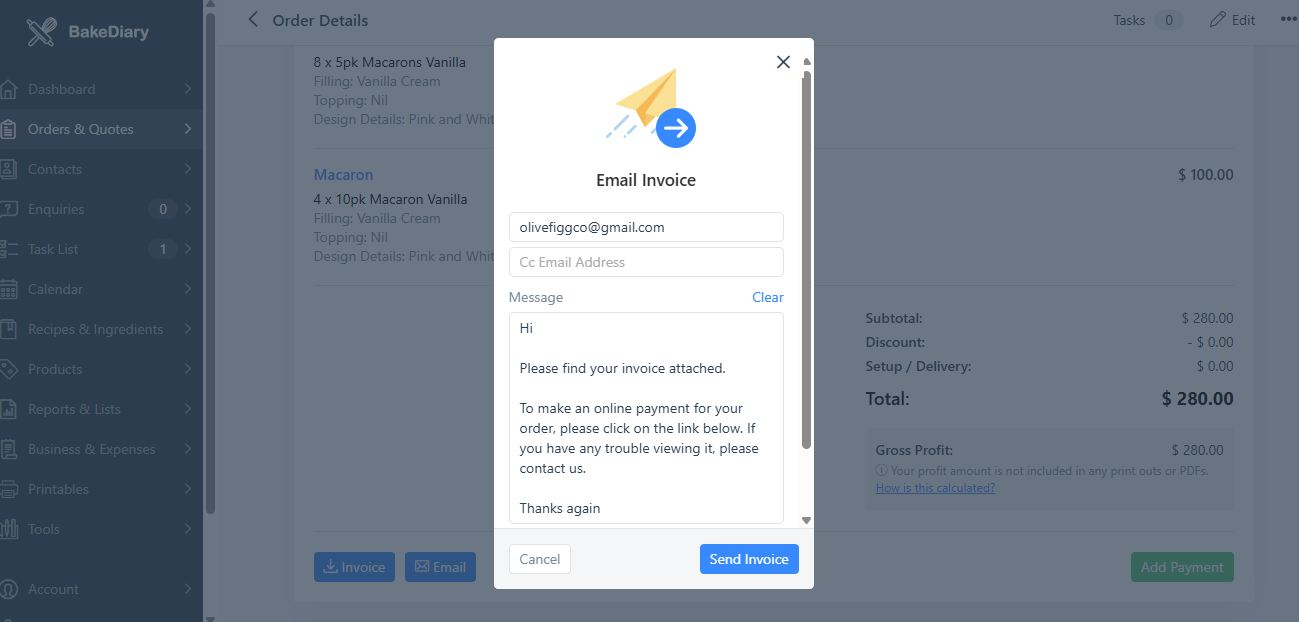 BakeDiary
Dashboard
Orders & Quotes
Contacts
Enquiries 0
Task List 1
Calendar
Recipes & Ingredients
Products
Reports & Lists
Business & Expenses
Printables
Tools
Account
Order Details
Tasks 0 Edit
8 x 5pk Macarons Vanilla
Filling: Vanilla Cream
Topping: Nil
Design Details: Pink and Whit
Macaron $ 100.00
4 x 10pk Macaron Vanilla
Filling: Vanilla Cream
Topping: Nil
Design Details: Pink and Whit
Subtotal: $ 280.00
Discount: - $ 0.00
Setup / Delivery: $ 0.00
Total: $ 280.00
Gross Profit: $ 280.00
Your profit amount is not included in any print outs or PDFs.
How is this calculated?
Invoice
Email
Add Payment
Email Invoice
olivefiggco@gmail.com
Cc Email Address
Message Clear
Hi
Please find your invoice attached.
To make an online payment for your
order, please click on the link below. If
you have any trouble viewing it, please
contact us.
Thanks again
Cancel
Send Invoice